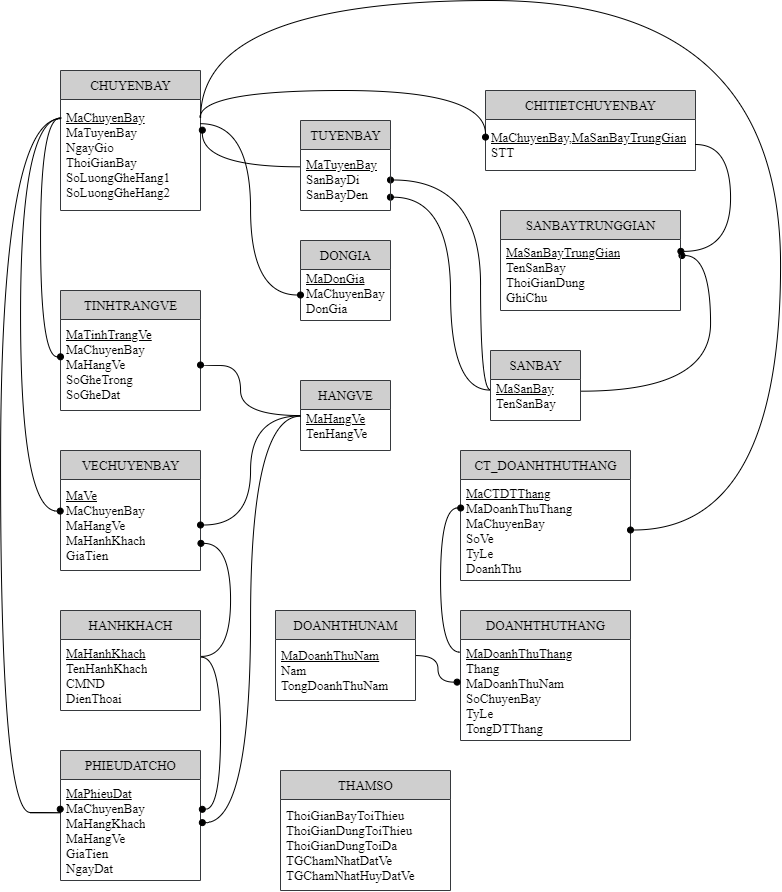 CHUYENBAY
MaChuyenBay
MaTuyenBay
NgayGio
ThoiGianBay
SoLuongGheHang1
SoLuongGheHang2
TUYENBAY
MaTuyenBay
SanBayDi
SanBayDen
CHITIETCHUYENBAY
MaChuyenBay,MaSanBayTrungGian
STT
SANBAYTRUNGGIAN
MaSanBayTrungGian
TenSanBay
ThoiGianDung
GhiChu
DONGIA
MaDonGia
MaChuyenBay
DonGia
TINHTRANGVE
MaTinhTrangVe
MaChuyenBay
MaHangVe
SoGheTrong
SoGheDat
HANGVE
MaHangVe
TenHangVe
SANBAY
MaSanBay
TenSanBay
VECHUYENBAY
MaVe
MaChuyenBay
MaHangVe
MaHanhKhach
GiaTien
CT_DOANHTHUTHANG
MaCTDTThang
MaDoanhThuThang
MaChuyenBay
SoVe
TyLe
DoanhThu
HANHKHACH
MaHanhKhach
TenHanhKhach
CMND
DienThoai
DOANHTHUNAM
MaDoanhThuNam
Nam
TongDoanhThuNam
DOANHTHUTHANG
MaDoanhThuThang
Thang
MaDoanhThuNam
SoChuyenBay
TyLe
TongDTThang
PHIEUDATCHO
MaPhieuDat
MaChuyenBay
MaHangKhach
MaHangVe
GiaTien
NgayDat
THAMSO
ThoiGianBayToiThieu
ThoiGianDungToiThieu
ThoiGianDungToiDa
TGChamNhatDatVe
TGChamNhatHuyDatVe